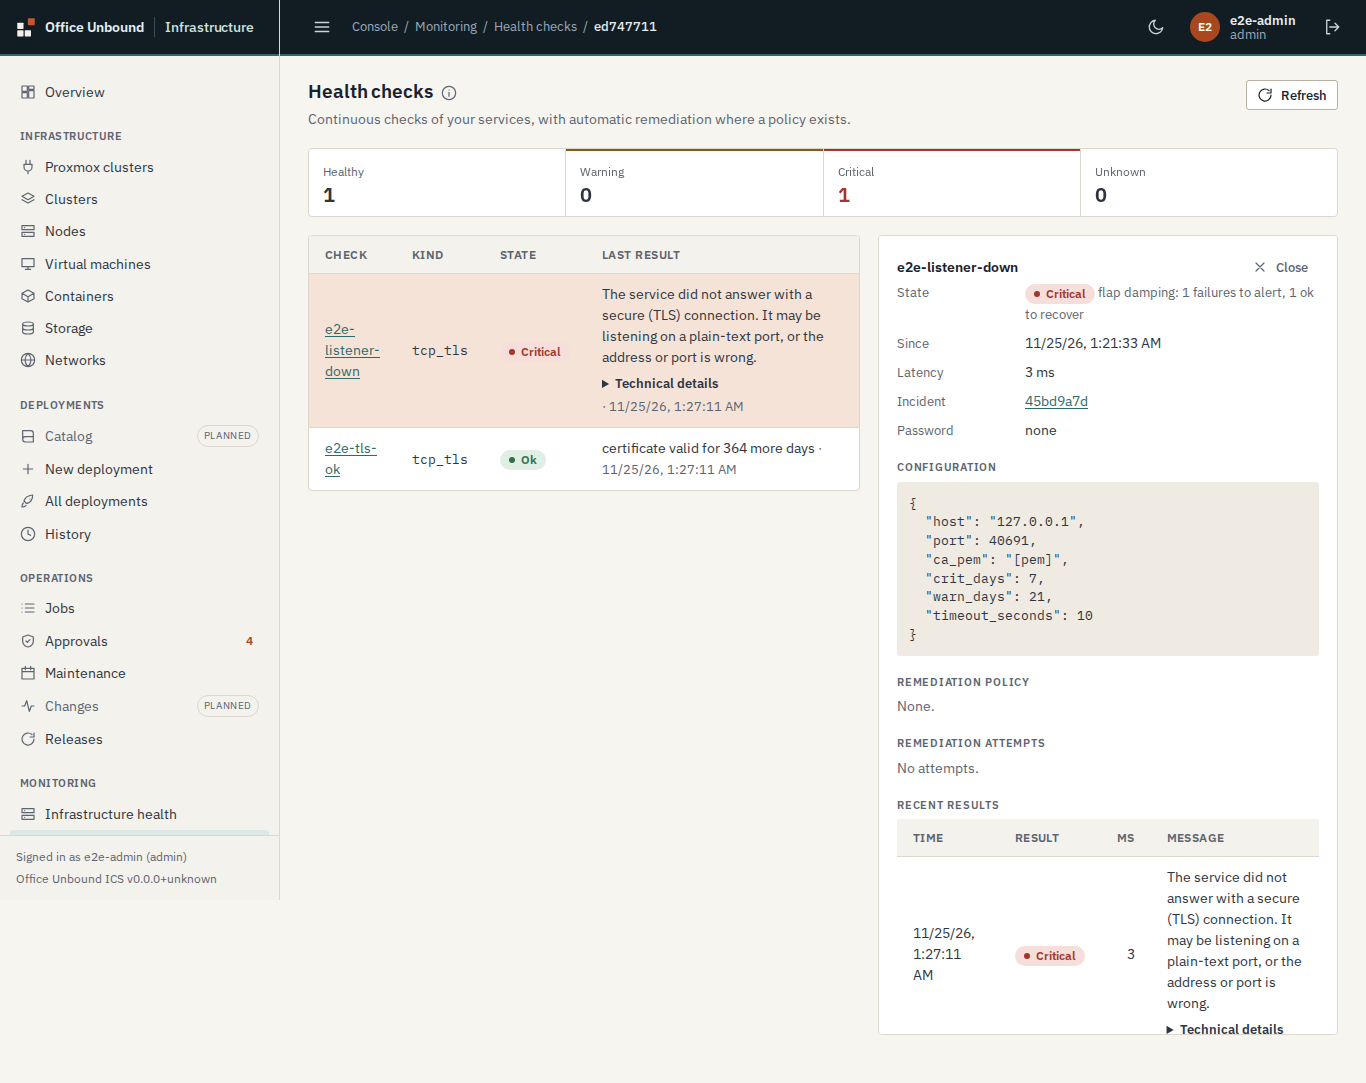 Office Unbound
Infrastructure
Console / Monitoring / Health checks / ed747711
E2
e2e-admin
admin
Overview
INFRASTRUCTURE
Proxmox clusters
Clusters
Nodes
Virtual machines
Containers
Storage
Networks
DEPLOYMENTS
Catalog
PLANNED
New deployment
All deployments
History
OPERATIONS
Jobs
Approvals
4
Maintenance
Changes
PLANNED
Releases
MONITORING
Infrastructure health
Signed in as e2e-admin (admin)
Office Unbound ICS v0.0.0+unknown
Health checks
Refresh
Continuous checks of your services, with automatic remediation where a policy exists.
Healthy
1
Warning
0
Critical
1
Unknown
0
CHECK KIND STATE LAST RESULT
e2e-
listener-
down
tcp_tls
Critical
The service did not answer with a
secure (TLS) connection. It may be
listening on a plain-text port, or the
address or port is wrong.
Technical details
· 11/25/26, 1:27:11 AM
e2e-tls-
ok
tcp_tls
Ok
certificate valid for 364 more days ·
11/25/26, 1:27:11 AM
e2e-listener-down
Close
State
Critical flap damping: 1 failures to alert, 1 ok
to recover
Since
11/25/26, 1:21:33 AM
Latency
3 ms
Incident
45bd9a7d
Password
none
CONFIGURATION
{
"host": "127.0.0.1",
"port": 40691,
"ca_pem": "[pem]",
"crit_days": 7,
"warn_days": 21,
"timeout_seconds": 10
}
REMEDIATION POLICY
None.
REMEDIATION ATTEMPTS
No attempts.
RECENT RESULTS
TIME RESULT MS MESSAGE
11/25/26,
1:27:11
AM
Critical
3
The service did not
answer with a secure
(TLS) connection. It
may be listening on a
plain-text port, or the
address or port is
wrong.
Technical details